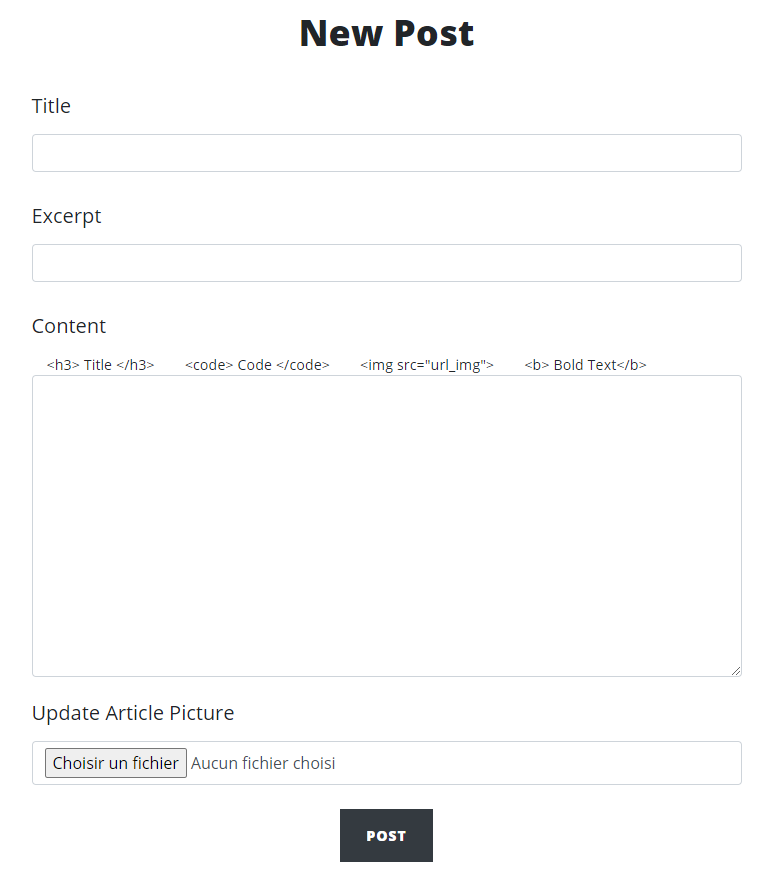 New Post
Title
Excerpt
Content
<h3> Title </h3> <code> Code </code> <img src="url_img"> <b> Bold Text</b>
Update Article Picture
Choisir un fichier Aucun fichier choisi
POST